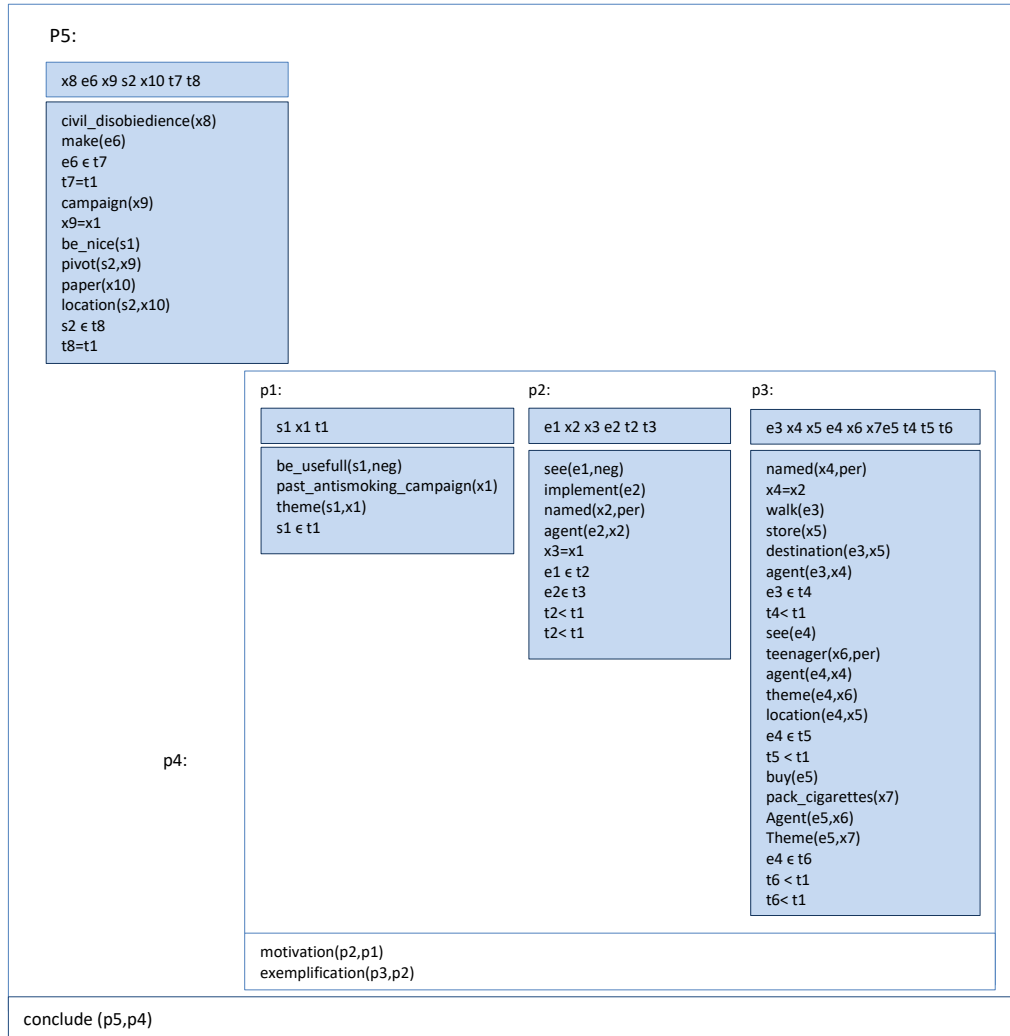 P5:
x8 e6 x9 s2 x10 t7 t8
civil_disobiedience(x8)
make(e6)
e6 ϵ t7
t7=t1
campaign(x9)
x9=x1
be_nice(s1)
pivot(s2,x9)
paper(x10)
location(s2,x10)
s2 ϵ t8
t8=t1
p4:
p1:
s1 x1 t1
be_usefull(s1,neg)
past_antismoking_campaign(x1)
theme(s1,x1)
s1 ϵ t1
p2:
e1 x2 x3 e2 t2 t3
see(e1,neg)
implement(e2)
named(x2,per)
agent(e2,x2)
x3=x1
e1 ϵ t2
e2ϵ t3
t2< t1
t2< t1
p3:
e3 x4 x5 e4 x6 x7e5 t4 t5 t6
named(x4,per)
x4=x2
walk(e3)
store(x5)
destination(e3,x5)
agent(e3,x4)
e3 ϵ t4
t4< t1
see(e4)
teenager(x6,per)
agent(e4,x4)
theme(e4,x6)
location(e4,x5)
e4 ϵ t5
t5 < t1
buy(e5)
pack_cigarettes(x7)
Agent(e5,x6)
Theme(e5,x7)
e4 ϵ t6
t6 < t1
t6< t1
motivation(p2,p1)
exemplification(p3,p2)
conclude (p5,p4)